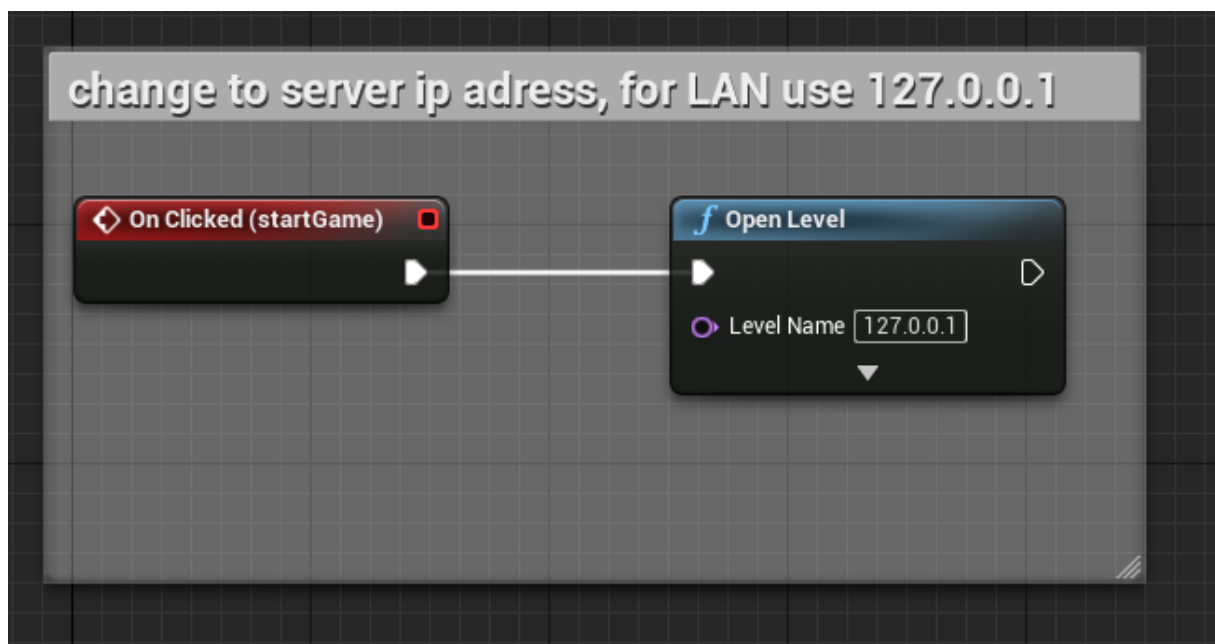 change to server ip adress, for LAN use 127.0.0.1
On Clicked (startGame)
f Open Level
Level Name 127.0.0.1